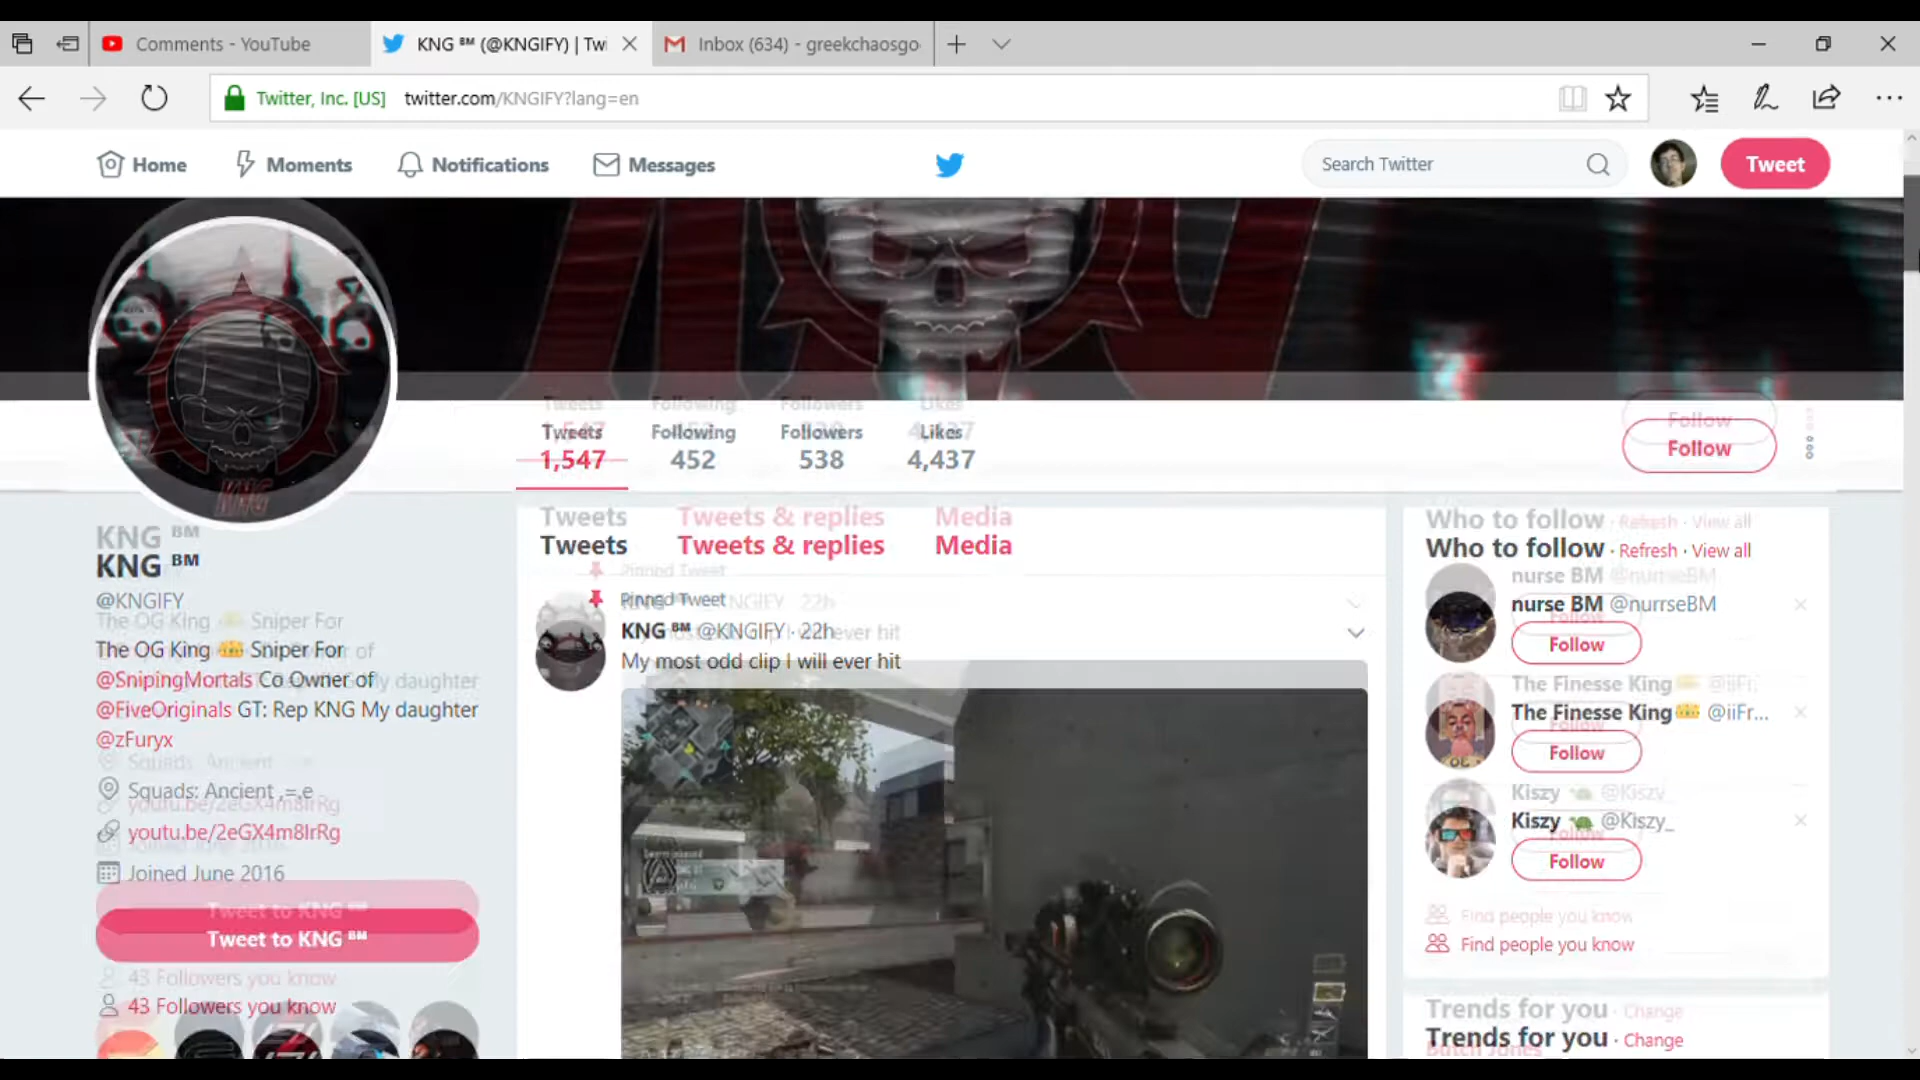 Comments - YouTube
KNG ᴮᴹ (@KNGIFY) | Twi
Inbox (634) - greekchaosgo
Twitter, Inc. [US] twitter.com/KNGIFY?lang=en
Home
Moments
Notifications
Messages
Search Twitter
Tweet
KNG
Tweets
1,547
Following
452
Followers
538
Likes
4,437
Follow
KNG ᴮᴹ
@KNGIFY
The OG King 👑 Sniper For
@SnipingMortals Co Owner of
@FiveOriginals GT: Rep KNG My daughter
@zFuryx
Squads: Ancient ,=,e
youtu.be/2eGX4m8IrRg
Joined June 2016
Tweet to KNG ᴮᴹ
43 Followers you know
Tweets
Tweets & replies
Media
Pinned Tweet
KNG ᴮᴹ @KNGIFY · 22h
My most odd clip I will ever hit
Who to follow · Refresh · View all
nurse BM @nurrseBM
Follow
The Finesse King👑 @iiFr...
Follow
Kiszy 🐢 @Kiszy_
Follow
Find people you know
Trends for you · Change
Butch Jones